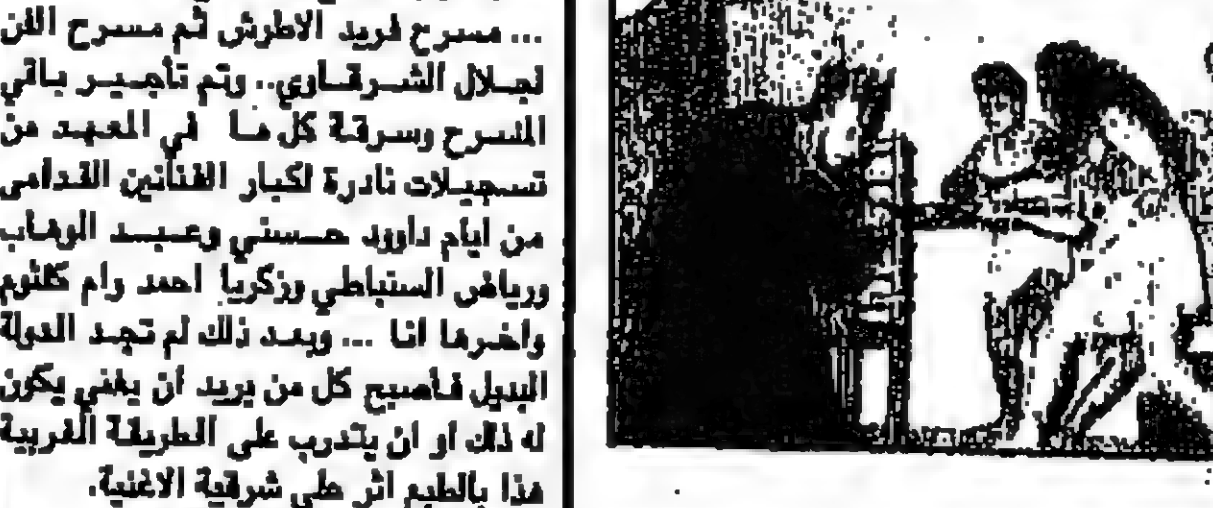 ... مسرح فريد الاطرش ثم مسرح الفن
لجلال الشرقاوي.. وتم تأجير باقي
المسرح وسرقة كل ما في المعهد من
تسجيلات نادرة لكبار الفنانين القدامى
من ايام داوود حسني وعبد الوهاب
ورياض السنباطي وزكريا احمد وام كلثوم
واخرها انا ... وبعد ذلك لم تجد الدولة
البديل فأصبح كل من يريد ان يغني يكون
له ذلك او ان يتدرب على الطريقة الغربية
هذا بالطبع اثر على شرقية الاغنية.